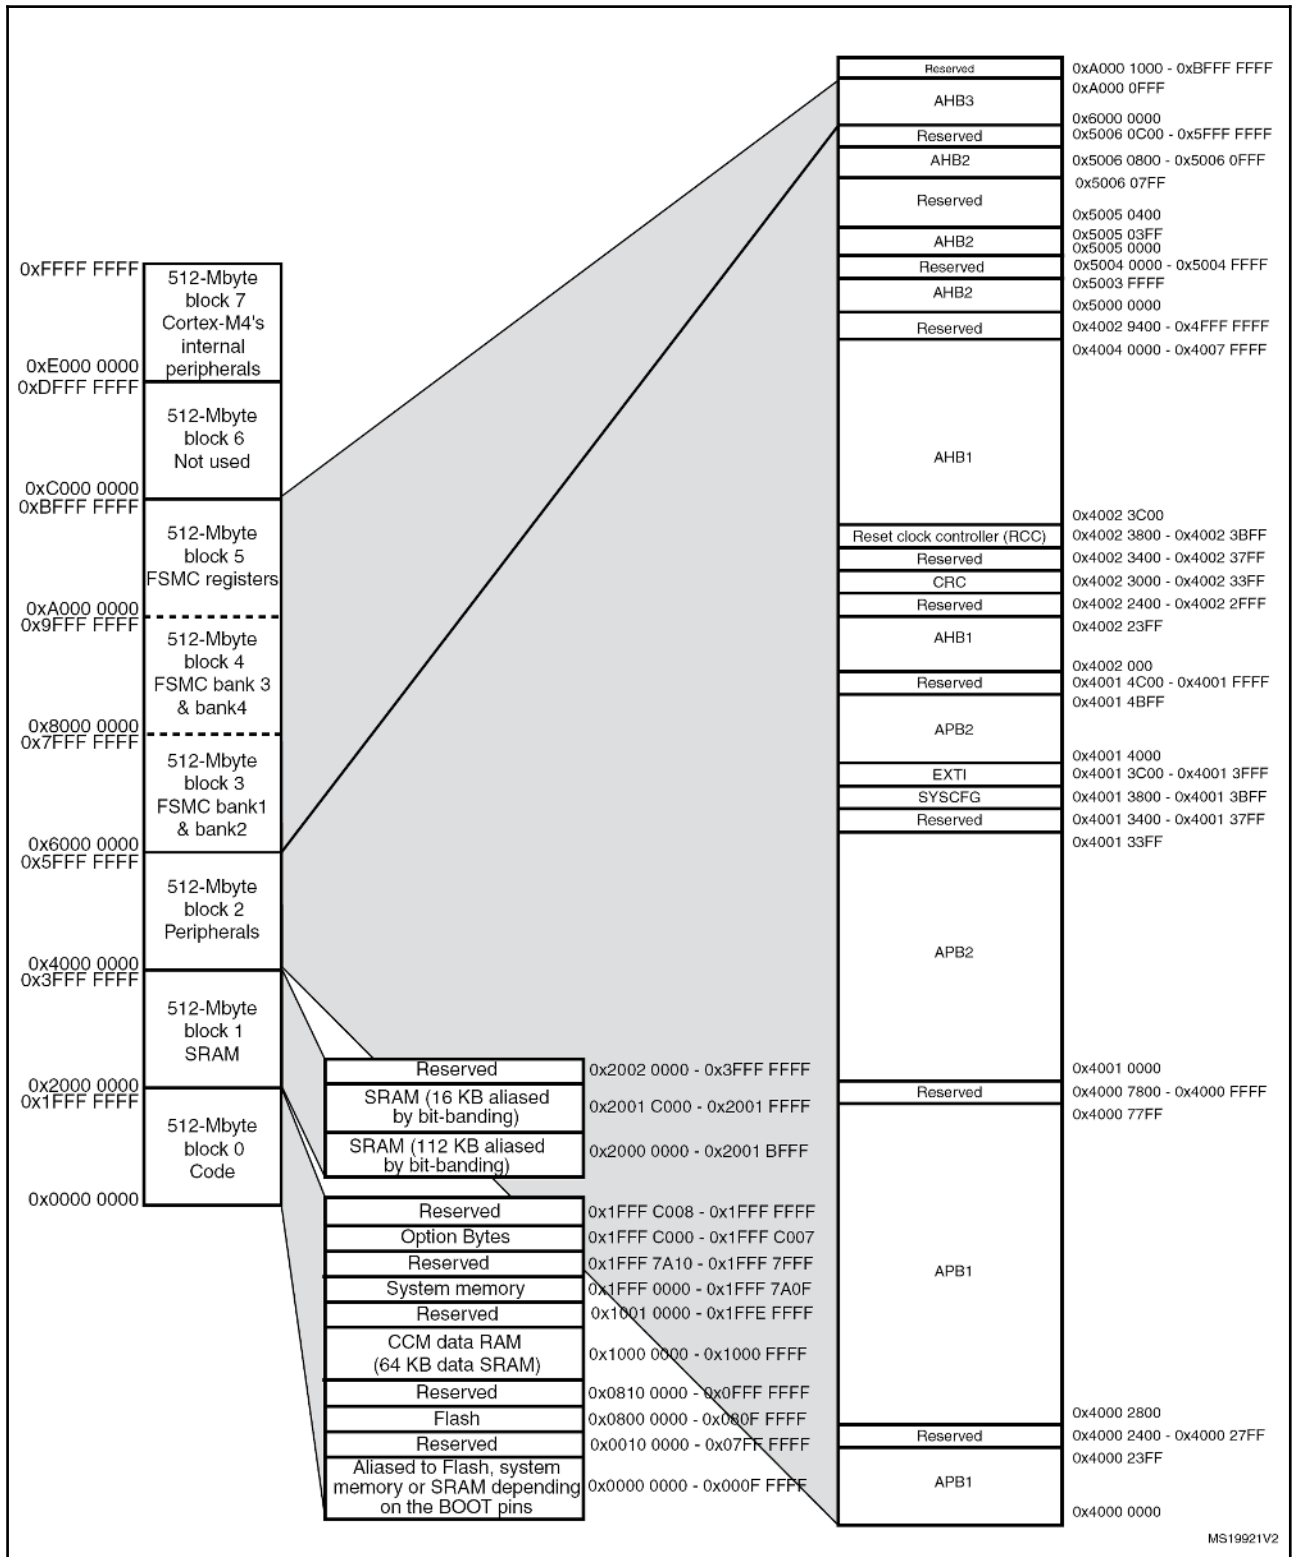 0xFFFF FFFF
512-Mbyte
block 7
Cortex-M4's
internal
peripherals
0xE000 0000
0xDFFF FFFF
512-Mbyte
block 6
Not used
0xC000 0000
0xBFFF FFFF
512-Mbyte
block 5
FSMC registers
0xA000 0000
0x9FFF FFFF
512-Mbyte
block 4
FSMC bank 3
& bank4
0x8000 0000
0x7FFF FFFF
512-Mbyte
block 3
FSMC bank1
& bank2
0x6000 0000
0x5FFF FFFF
512-Mbyte
block 2
Peripherals
0x4000 0000
0x3FFF FFFF
512-Mbyte
block 1
SRAM
0x2000 0000
0x1FFF FFFF
512-Mbyte
block 0
Code
0x0000 0000
Reserved 0x2002 0000 - 0x3FFF FFFF
SRAM (16 KB aliased
by bit-banding)
0x2001 C000 - 0x2001 FFFF
SRAM (112 KB aliased
by bit-banding)
0x2000 0000 - 0x2001 BFFF
Reserved 0x1FFF C008 - 0x1FFF FFFF
Option Bytes 0x1FFF C000 - 0x1FFF C007
Reserved 0x1FFF 7A10 - 0x1FFF 7FFF
System memory 0x1FFF 0000 - 0x1FFF 7A0F
Reserved 0x1001 0000 - 0x1FFE FFFF
CCM data RAM
(64 KB data SRAM)
0x1000 0000 - 0x1000 FFFF
Reserved 0x0810 0000 - 0x0FFF FFFF
Flash 0x0800 0000 - 0x080F FFFF
Reserved 0x0010 0000 - 0x07FF FFFF
Aliased to Flash, system
memory or SRAM depending
on the BOOT pins
0x0000 0000 - 0x000F FFFF
Reserved 0xA000 1000 - 0xBFFF FFFF
0xA000 0FFF
AHB3
0x6000 0000
Reserved 0x5006 0C00 - 0x5FFF FFFF
AHB2 0x5006 0800 - 0x5006 0FFF
0x5006 07FF
Reserved
0x5005 0400
0x5005 03FF
AHB2
0x5005 0000
Reserved 0x5004 0000 - 0x5004 FFFF
0x5003 FFFF
AHB2
0x5000 0000
Reserved 0x4002 9400 - 0x4FFF FFFF
0x4004 0000 - 0x4007 FFFF
AHB1
0x4002 3C00
Reset clock controller (RCC) 0x4002 3800 - 0x4002 3BFF
Reserved 0x4002 3400 - 0x4002 37FF
CRC 0x4002 3000 - 0x4002 33FF
Reserved 0x4002 2400 - 0x4002 2FFF
0x4002 23FF
AHB1
0x4002 000
Reserved 0x4001 4C00 - 0x4001 FFFF
0x4001 4BFF
APB2
0x4001 4000
EXTI 0x4001 3C00 - 0x4001 3FFF
SYSCFG 0x4001 3800 - 0x4001 3BFF
Reserved 0x4001 3400 - 0x4001 37FF
0x4001 33FF
APB2
0x4001 0000
Reserved 0x4000 7800 - 0x4000 FFFF
0x4000 77FF
APB1
0x4000 2800
Reserved 0x4000 2400 - 0x4000 27FF
0x4000 23FF
APB1
0x4000 0000
MS19921V2